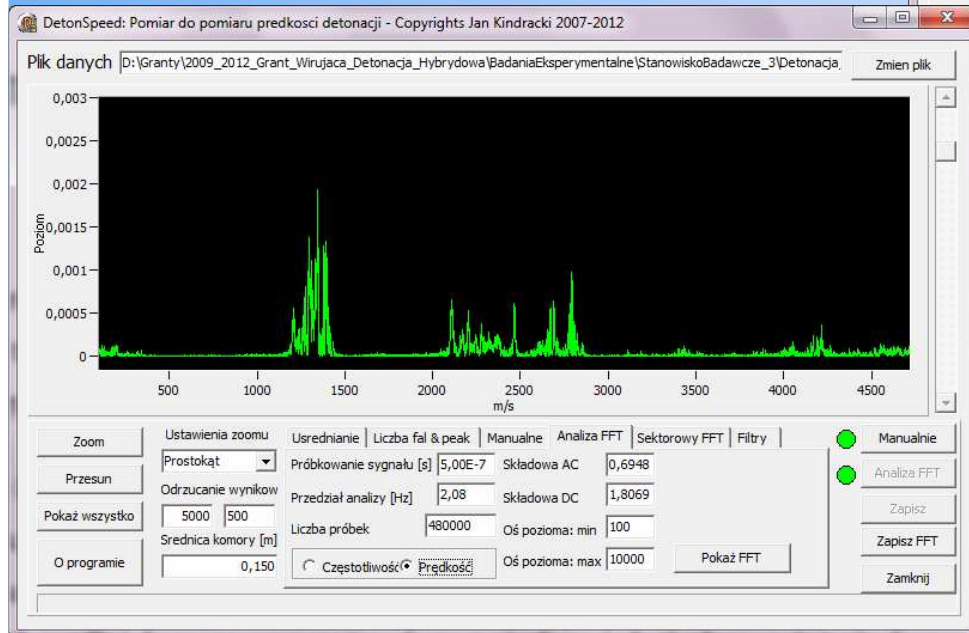 DetonSpeed: Pomiar do pomiaru predkosci detonacji - Copyrights Jan Kindracki 2007-2012
Plik danych D:\Granty\2009_2012_Grant_Wirujaca_Detonacja_Hybrydowa\BadaniaEksperymentalne\StanowiskoBadawcze_3\Detonacja_ Zmien plik
0,003
0,0025
0,002
0,0015
0,001
0,0005
0
Poziom
500 1000 1500 2000 2500 3000 3500 4000 4500
m/s
Zoom
Przesun
Pokaż wszystko
O programie
Ustawienia zoomu
Prostokąt
Odrzucanie wynikow
5000 500
Srednica komory [m]
0,150
Usrednianie Liczba fal & peak Manualne Analiza FFT Sektorowy FFT Filtry
Próbkowanie sygnału [s] 5,00E-7 Składowa AC 0,6948
Przedział analizy [Hz] 2,08 Składowa DC 1,8069
Liczba próbek 480000 Oś pozioma: min 100
Częstotliwość Prędkość Oś pozioma: max 10000 Pokaż FFT
Manualnie
Analiza FFT
Zapisz
Zapisz FFT
Zamknij